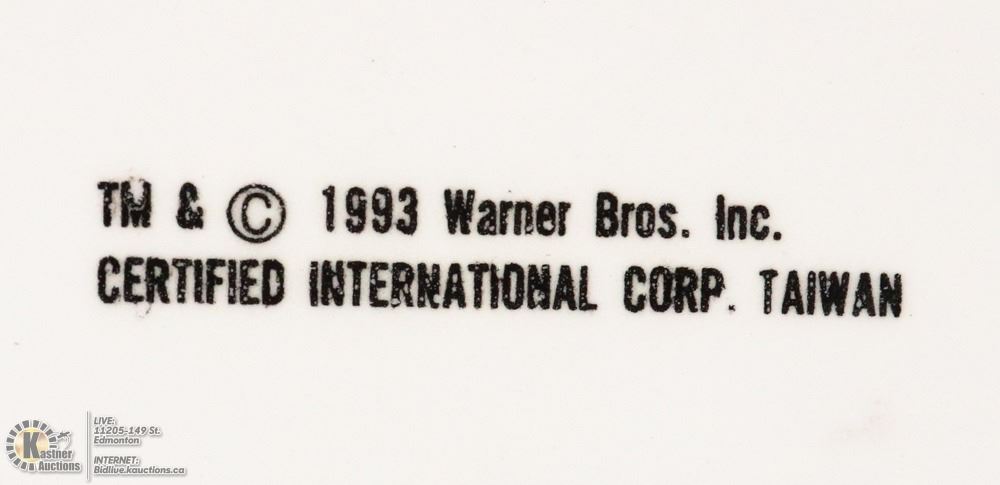 TM & © 1993 Warner Bros. Inc.
CERTIFIED INTERNATIONAL CORP. TAIWAN
Kastner
Auctions
LIVE:
11205-149 St.
Edmonton
INTERNET:
Bidlive.kauctions.ca